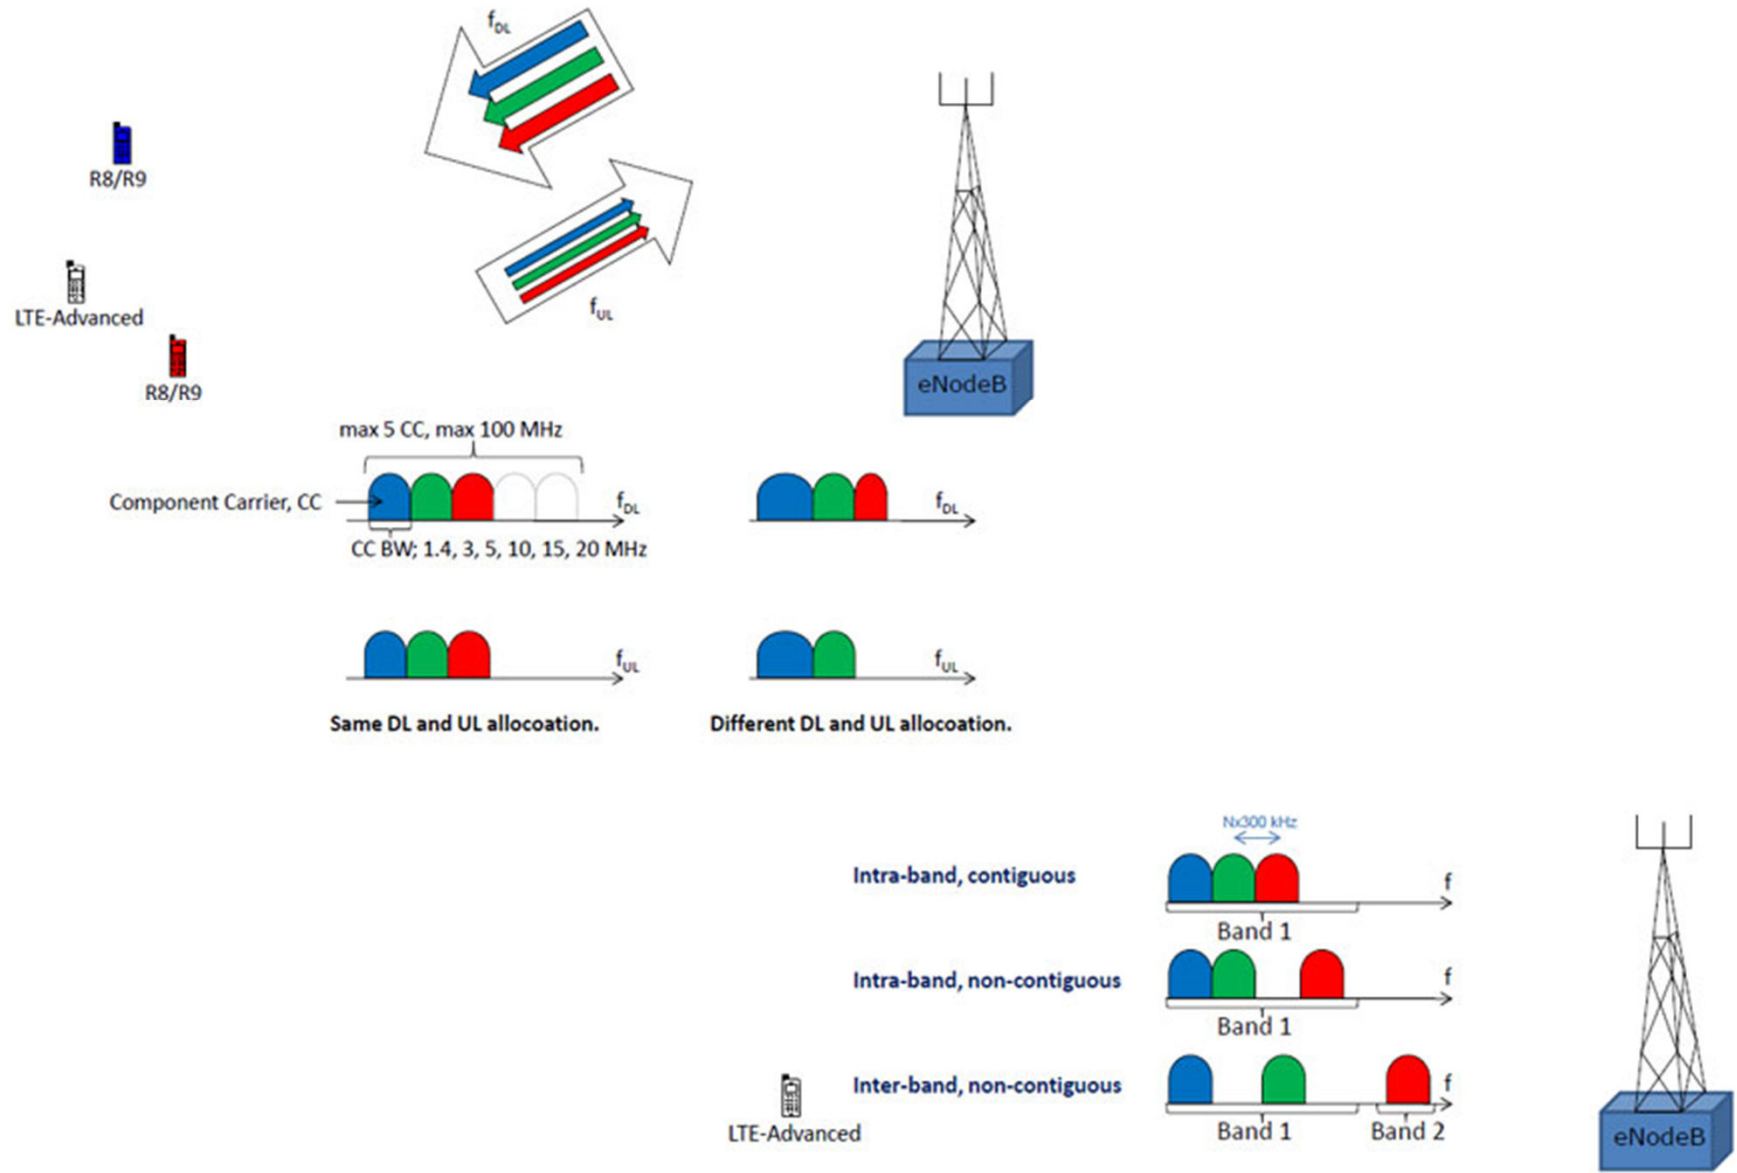 fDL
R8/R9
LTE-Advanced
R8/R9
fUL
eNodeB
max 5 CC, max 100 MHz
Component Carrier, CC
fDL
fDL
CC BW; 1.4, 3, 5, 10, 15, 20 MHz
fUL
fUL
Same DL and UL allocoation.
Different DL and UL allocoation.
Nx300 kHz
Intra-band, contiguous
f
Band 1
Intra-band, non-contiguous
f
Band 1
Inter-band, non-contiguous
f
Band 1
Band 2
LTE-Advanced
eNodeB